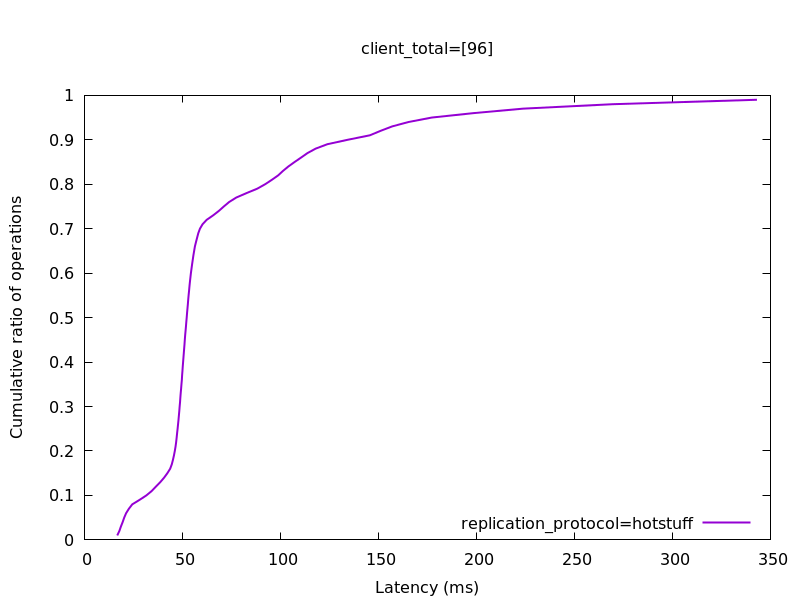 client_total=[96]
1
0.9
0.8
0.7
0.6
0.5
0.4
0.3
0.2
0.1
0
Cumulative ratio of operations
replication_protocol=hotstuff
0 50 100 150 200 250 300 350
Latency (ms)